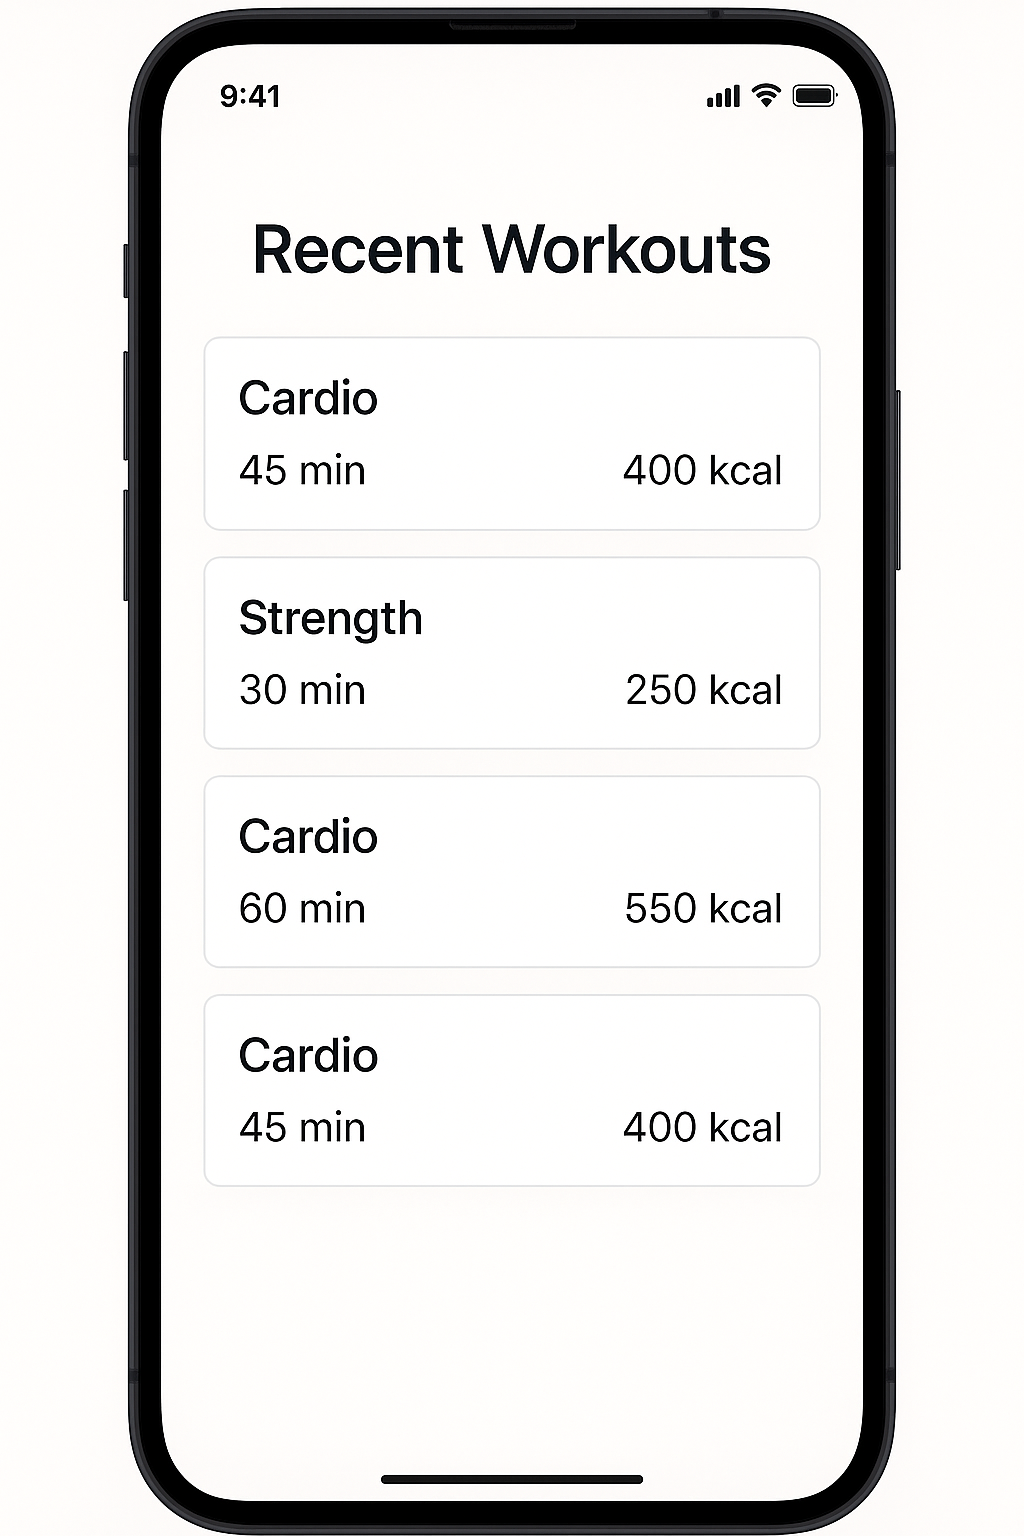 9:41
Recent Workouts
Cardio
45 min 400 kcal
Strength
30 min 250 kcal
Cardio
60 min 550 kcal
Cardio
45 min 400 kcal